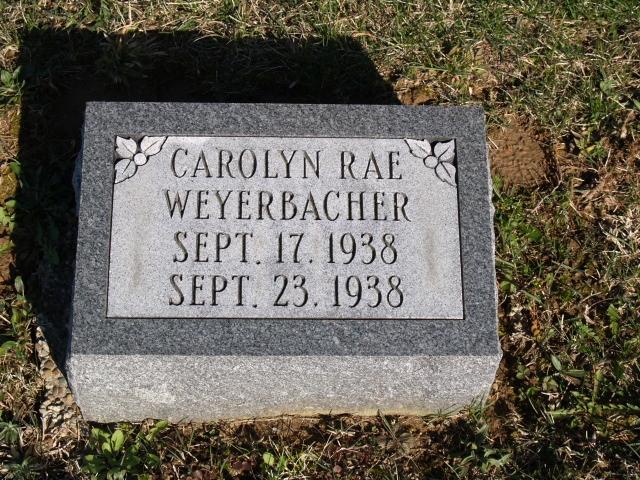 CAROLYN RAE
WEYERBACHER
SEPT. 17. 1938
SEPT. 23. 1938